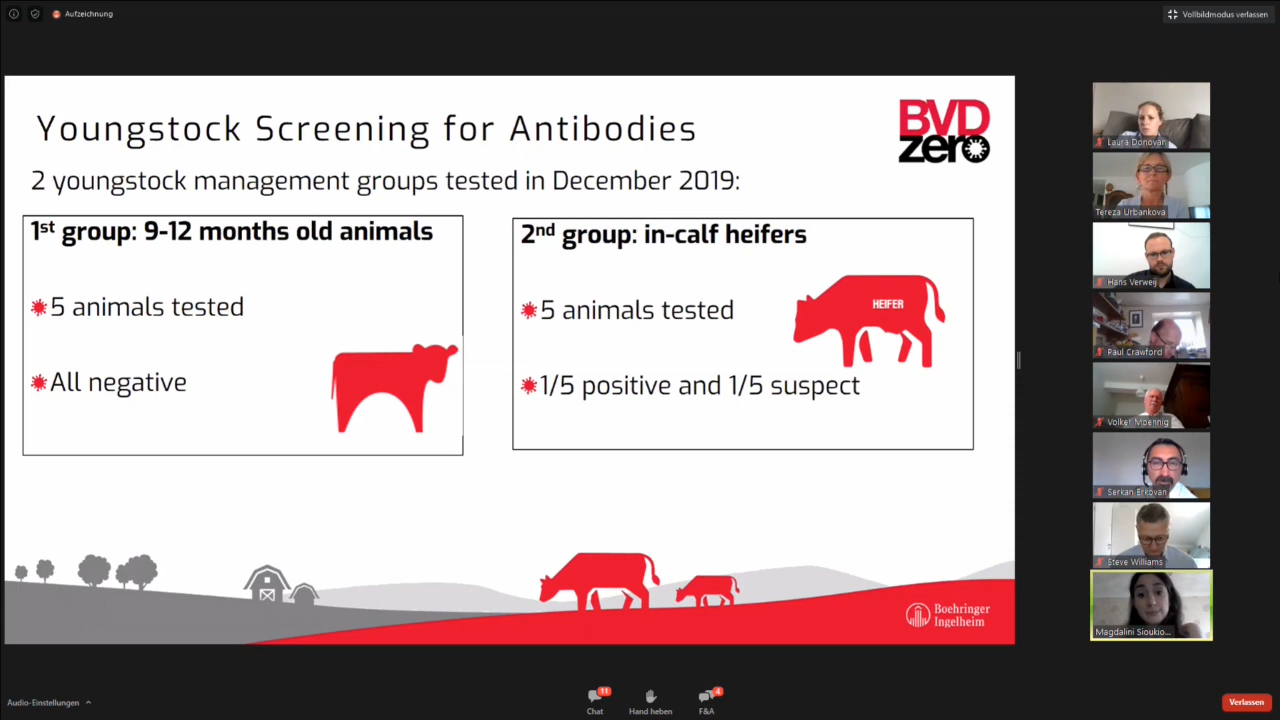 Aufzeichnung
Vollbildmodus verlassen
Youngstock Screening for Antibodies
BVD
zero
2 youngstock management groups tested in December 2019:
1st group: 9-12 months old animals
5 animals tested
All negative
2nd group: in-calf heifers
5 animals tested
HEIFER
1/5 positive and 1/5 suspect
Boehringer
Ingelheim
Laura Donovan
Tereza Urbankova
Hans Verweij
Paul Crawford
Volker Moennig
Serkan Erkovan
Steve Williams
Magdalini Sioukio...
Audio-Einstellungen
11
Chat
Hand heben
4
F&A
Verlassen